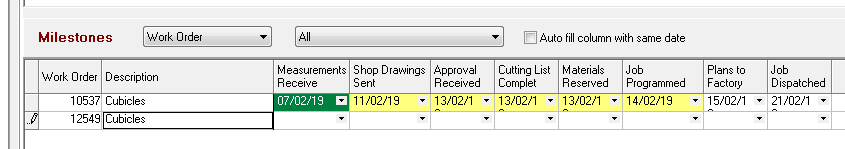 Milestones Work Order All Auto fill column with same date
Work Order Description Measurements Receive Shop Drawings Sent Approval Received Cutting List Complet Materials Reserved Job Programmed Plans to Factory Job Dispatched
10537 Cubicles 07/02/19 11/02/19 13/02/1 13/02/1 13/02/1 14/02/19 15/02/1 21/02/1
12549 Cubicles